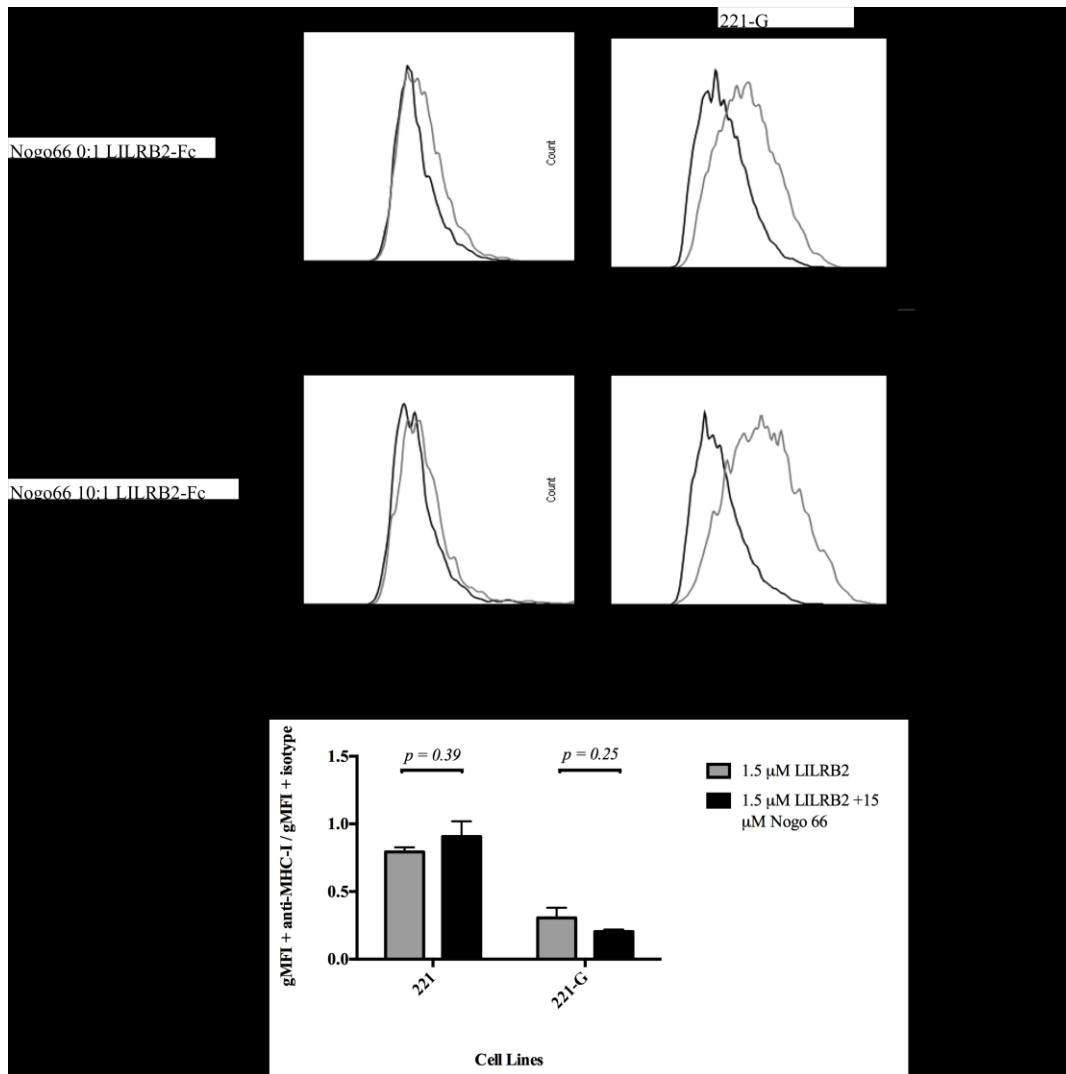 221-G
Nogo66 0:1 LILRB2-Fc
Count
Nogo66 10:1 LILRB2-Fc
Count
gMFI + anti-MHC-I / gMFI + isotype
1.5
1.0
0.5
0.0
p = 0.39
p = 0.25
1.5 μM LILRB2
1.5 μM LILRB2 +15
μM Nogo 66
221
221-G
Cell Lines